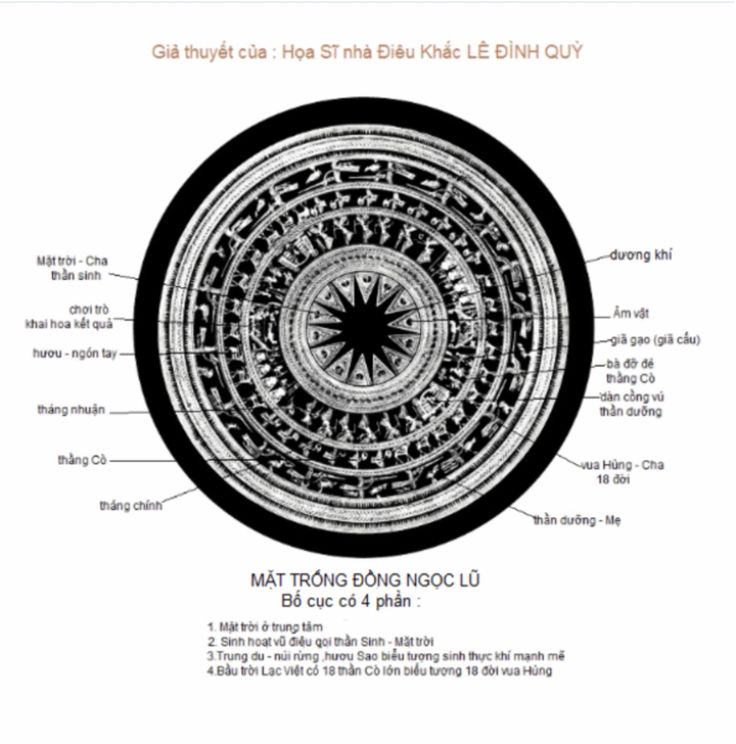 Giả thuyết của : Họa Sĩ nhà Điêu Khắc LÊ ĐÌNH QUỲ
Mặt trời - Cha
thần sinh
chơi trò
khai hoa kết quả
hươu - ngón tay
tháng nhuận
thằng Cò
tháng chính
dương khí
Âm vật
giã gạo (giã cấu)
bà đỡ đẻ
thằng Cò
dàn cồng vú
thần dưỡng
vua Hùng - Cha
18 đời
thần dưỡng - Mẹ
MẶT TRỐNG ĐỒNG NGỌC LŨ
Bố cục có 4 phần :
1. Mặt trời ở trung tâm
2. Sinh hoạt vũ điệu gọi thần Sinh - Mặt trời
3.Trung du - núi rừng ,hươu Sao biểu tượng sinh thực khí mạnh mẽ
4.Bầu trời Lạc Việt có 18 thần Cò lớn biểu tượng 18 đời vua Hùng